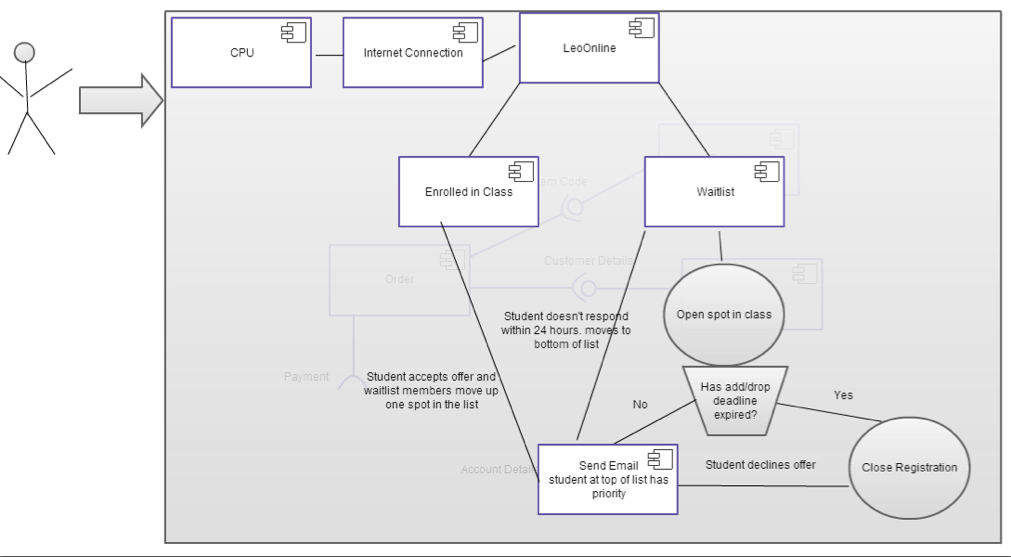 CPU
Internet Connection
LeoOnline
Enrolled in Class
Waitlist
Order
Customer Details
Open spot in class
Student doesn't respond
within 24 hours. moves to
bottom of list
Payment
Student accepts offer and
waitlist members move up
one spot in the list
Has add/drop
deadline
expired?
No
Yes
Account Details
Send Email
student at top of list has
priority
Student declines offer
Close Registration